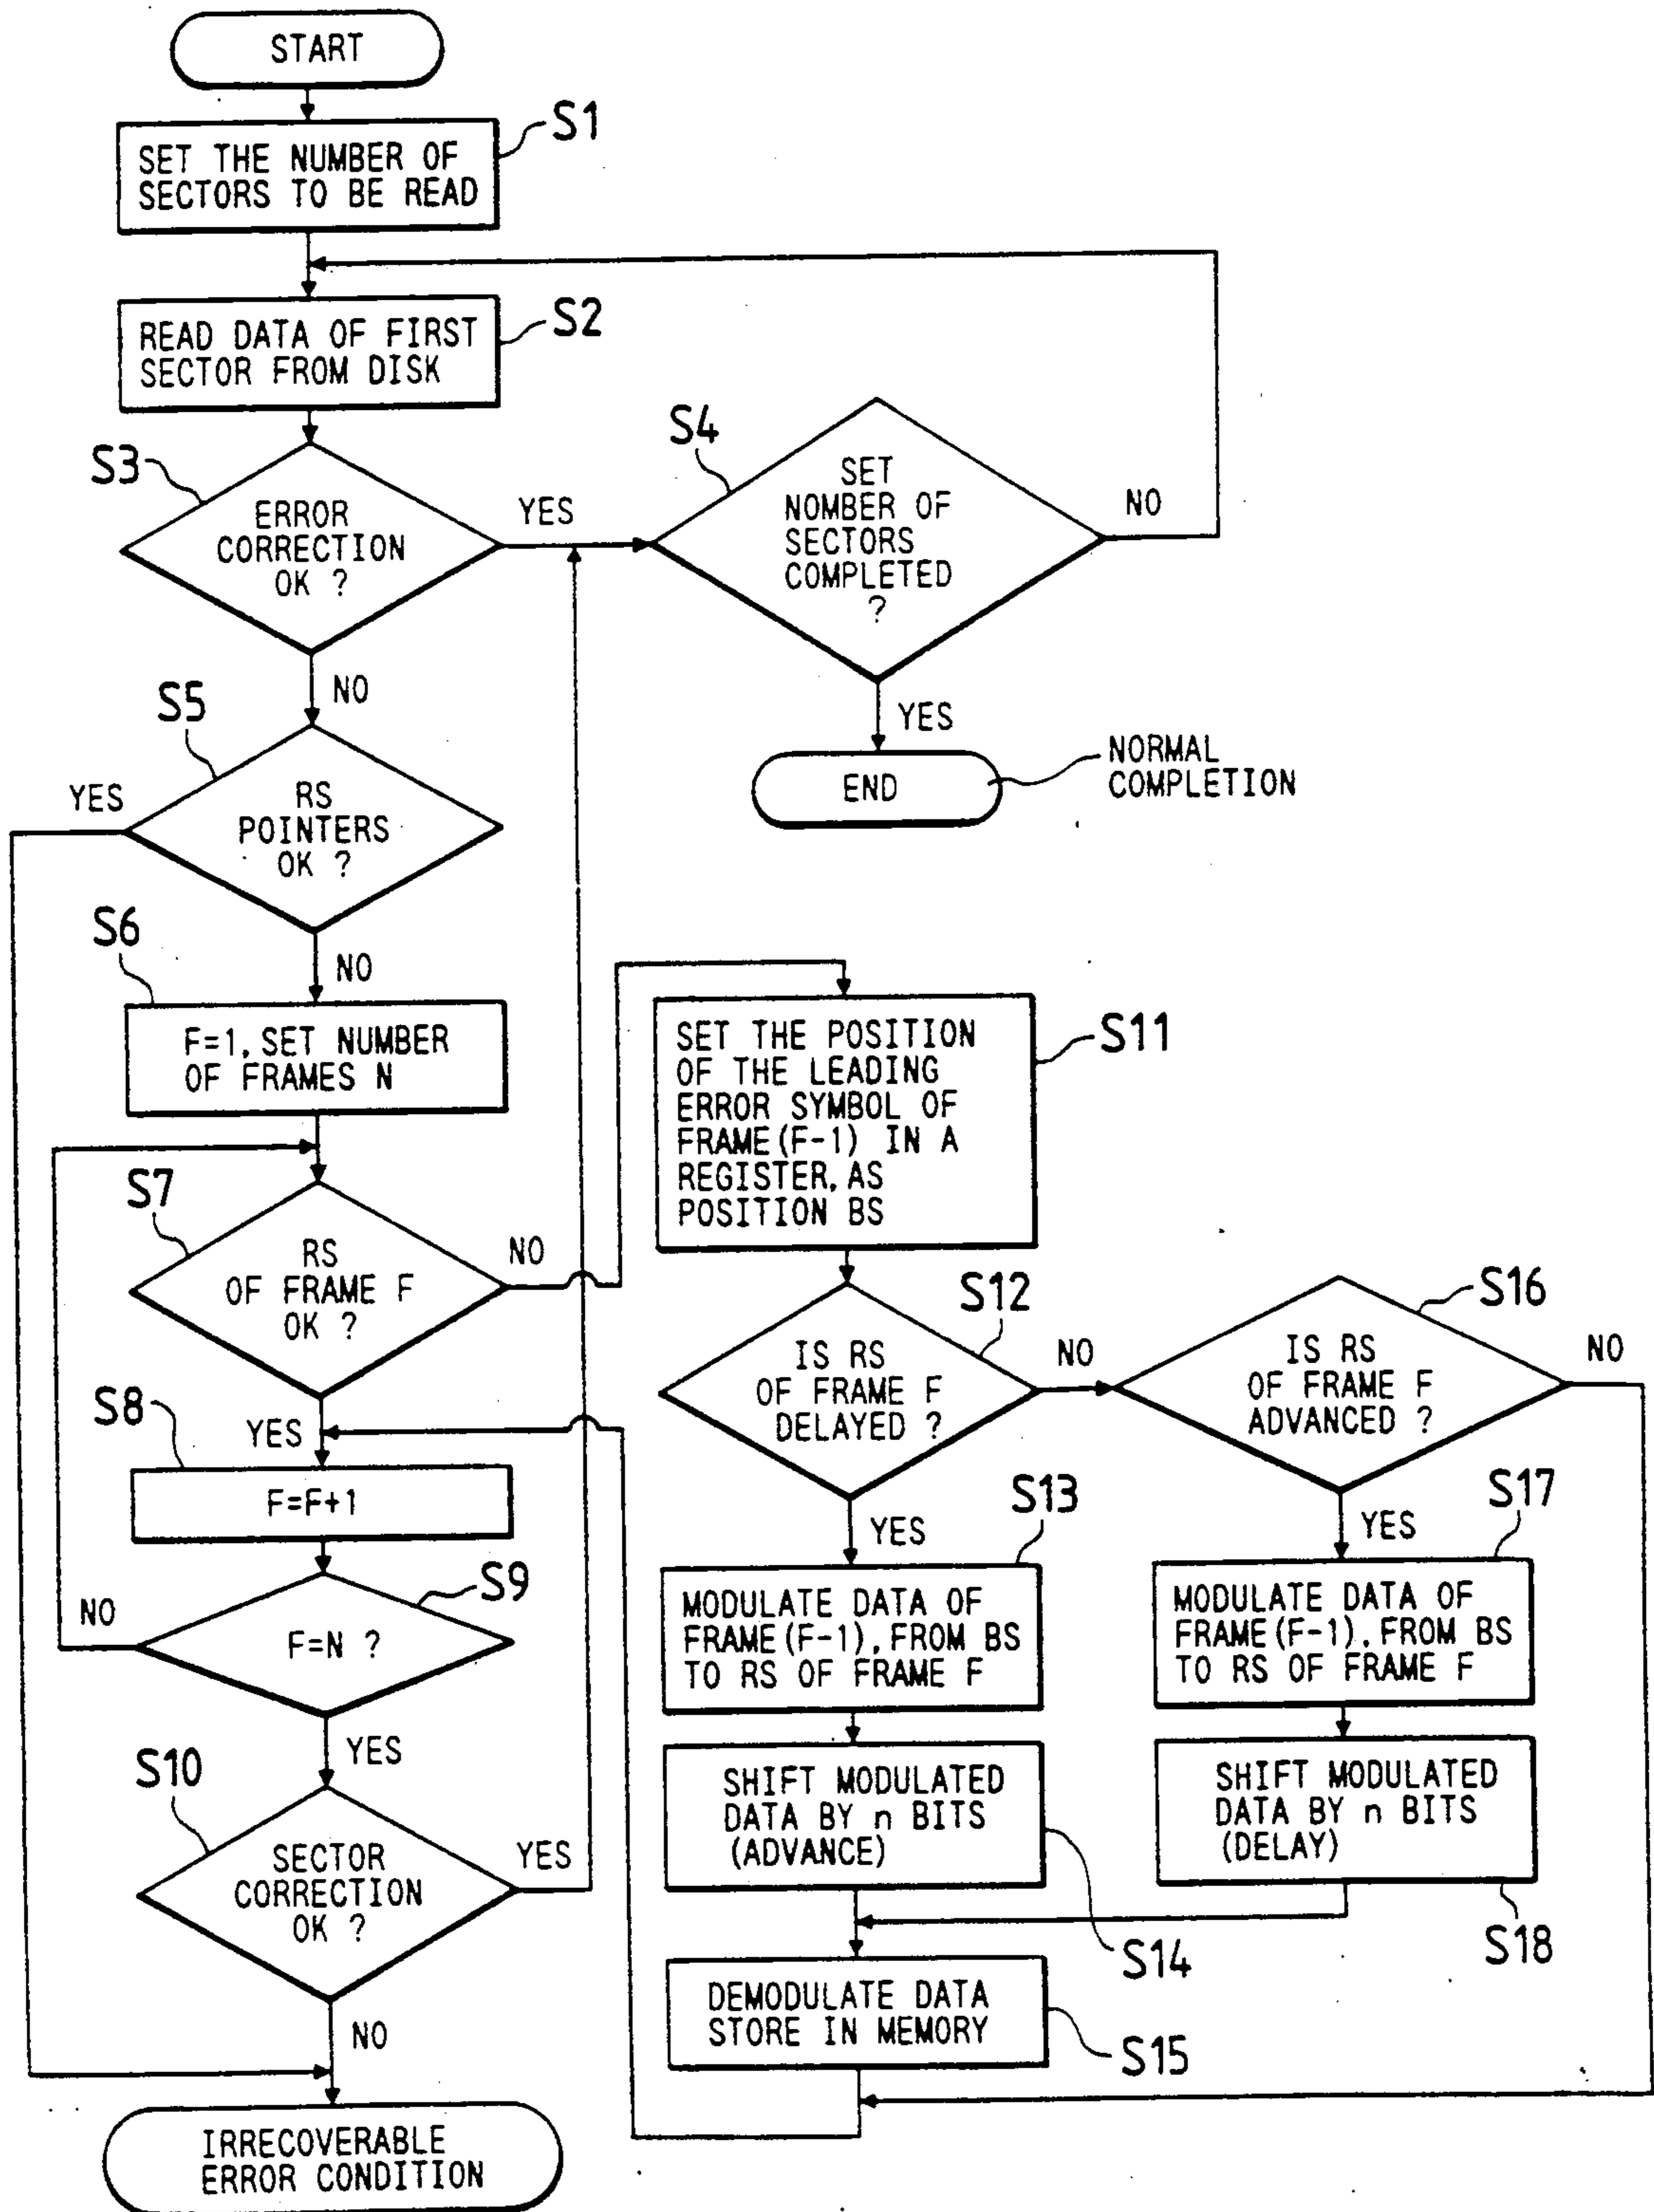 START
S1
SET THE NUMBER OF
SECTORS TO BE READ
S2
READ DATA OF FIRST
SECTOR FROM DISK
S3
ERROR
CORRECTION
OK ?
YES
NO
S4
SET
NOMBER OF
SECTORS
COMPLETED
?
NO
YES
END
NORMAL
COMPLETION
S5
RS
POINTERS
OK ?
YES
NO
S6
F=1, SET NUMBER
OF FRAMES N
S7
RS
OF FRAME F
OK ?
NO
YES
S8
F=F+1
S9
F=N ?
NO
YES
S10
SECTOR
CORRECTION
OK ?
YES
NO
IRRECOVERABLE
ERROR CONDITION
S11
SET THE POSITION
OF THE LEADING
ERROR SYMBOL OF
FRAME(F-1) IN A
REGISTER, AS
POSITION BS
S12
IS RS
OF FRAME F
DELAYED ?
NO
YES
S13
MODULATE DATA OF
FRAME(F-1), FROM BS
TO RS OF FRAME F
SHIFT MODULATED
DATA BY n BITS
(ADVANCE)
S14
DEMODULATE DATA
STORE IN MEMORY
S15
S16
IS RS
OF FRAME F
ADVANCED ?
NO
YES
S17
MODULATE DATA OF
FRAME(F-1), FROM BS
TO RS OF FRAME F
SHIFT MODULATED
DATA BY n BITS
(DELAY)
S18